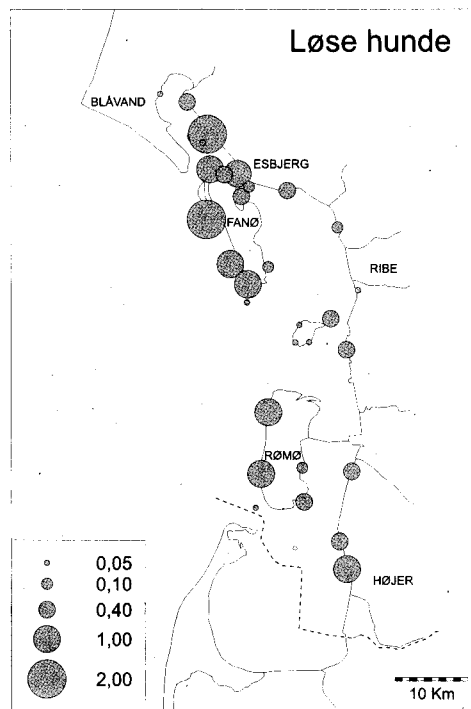 Løse hunde
BLÅVAND
ESBJERG
FANØ
RIBE
RØMØ
HØJER
0,05
0,10
0,40
1,00
2,00
10 Km